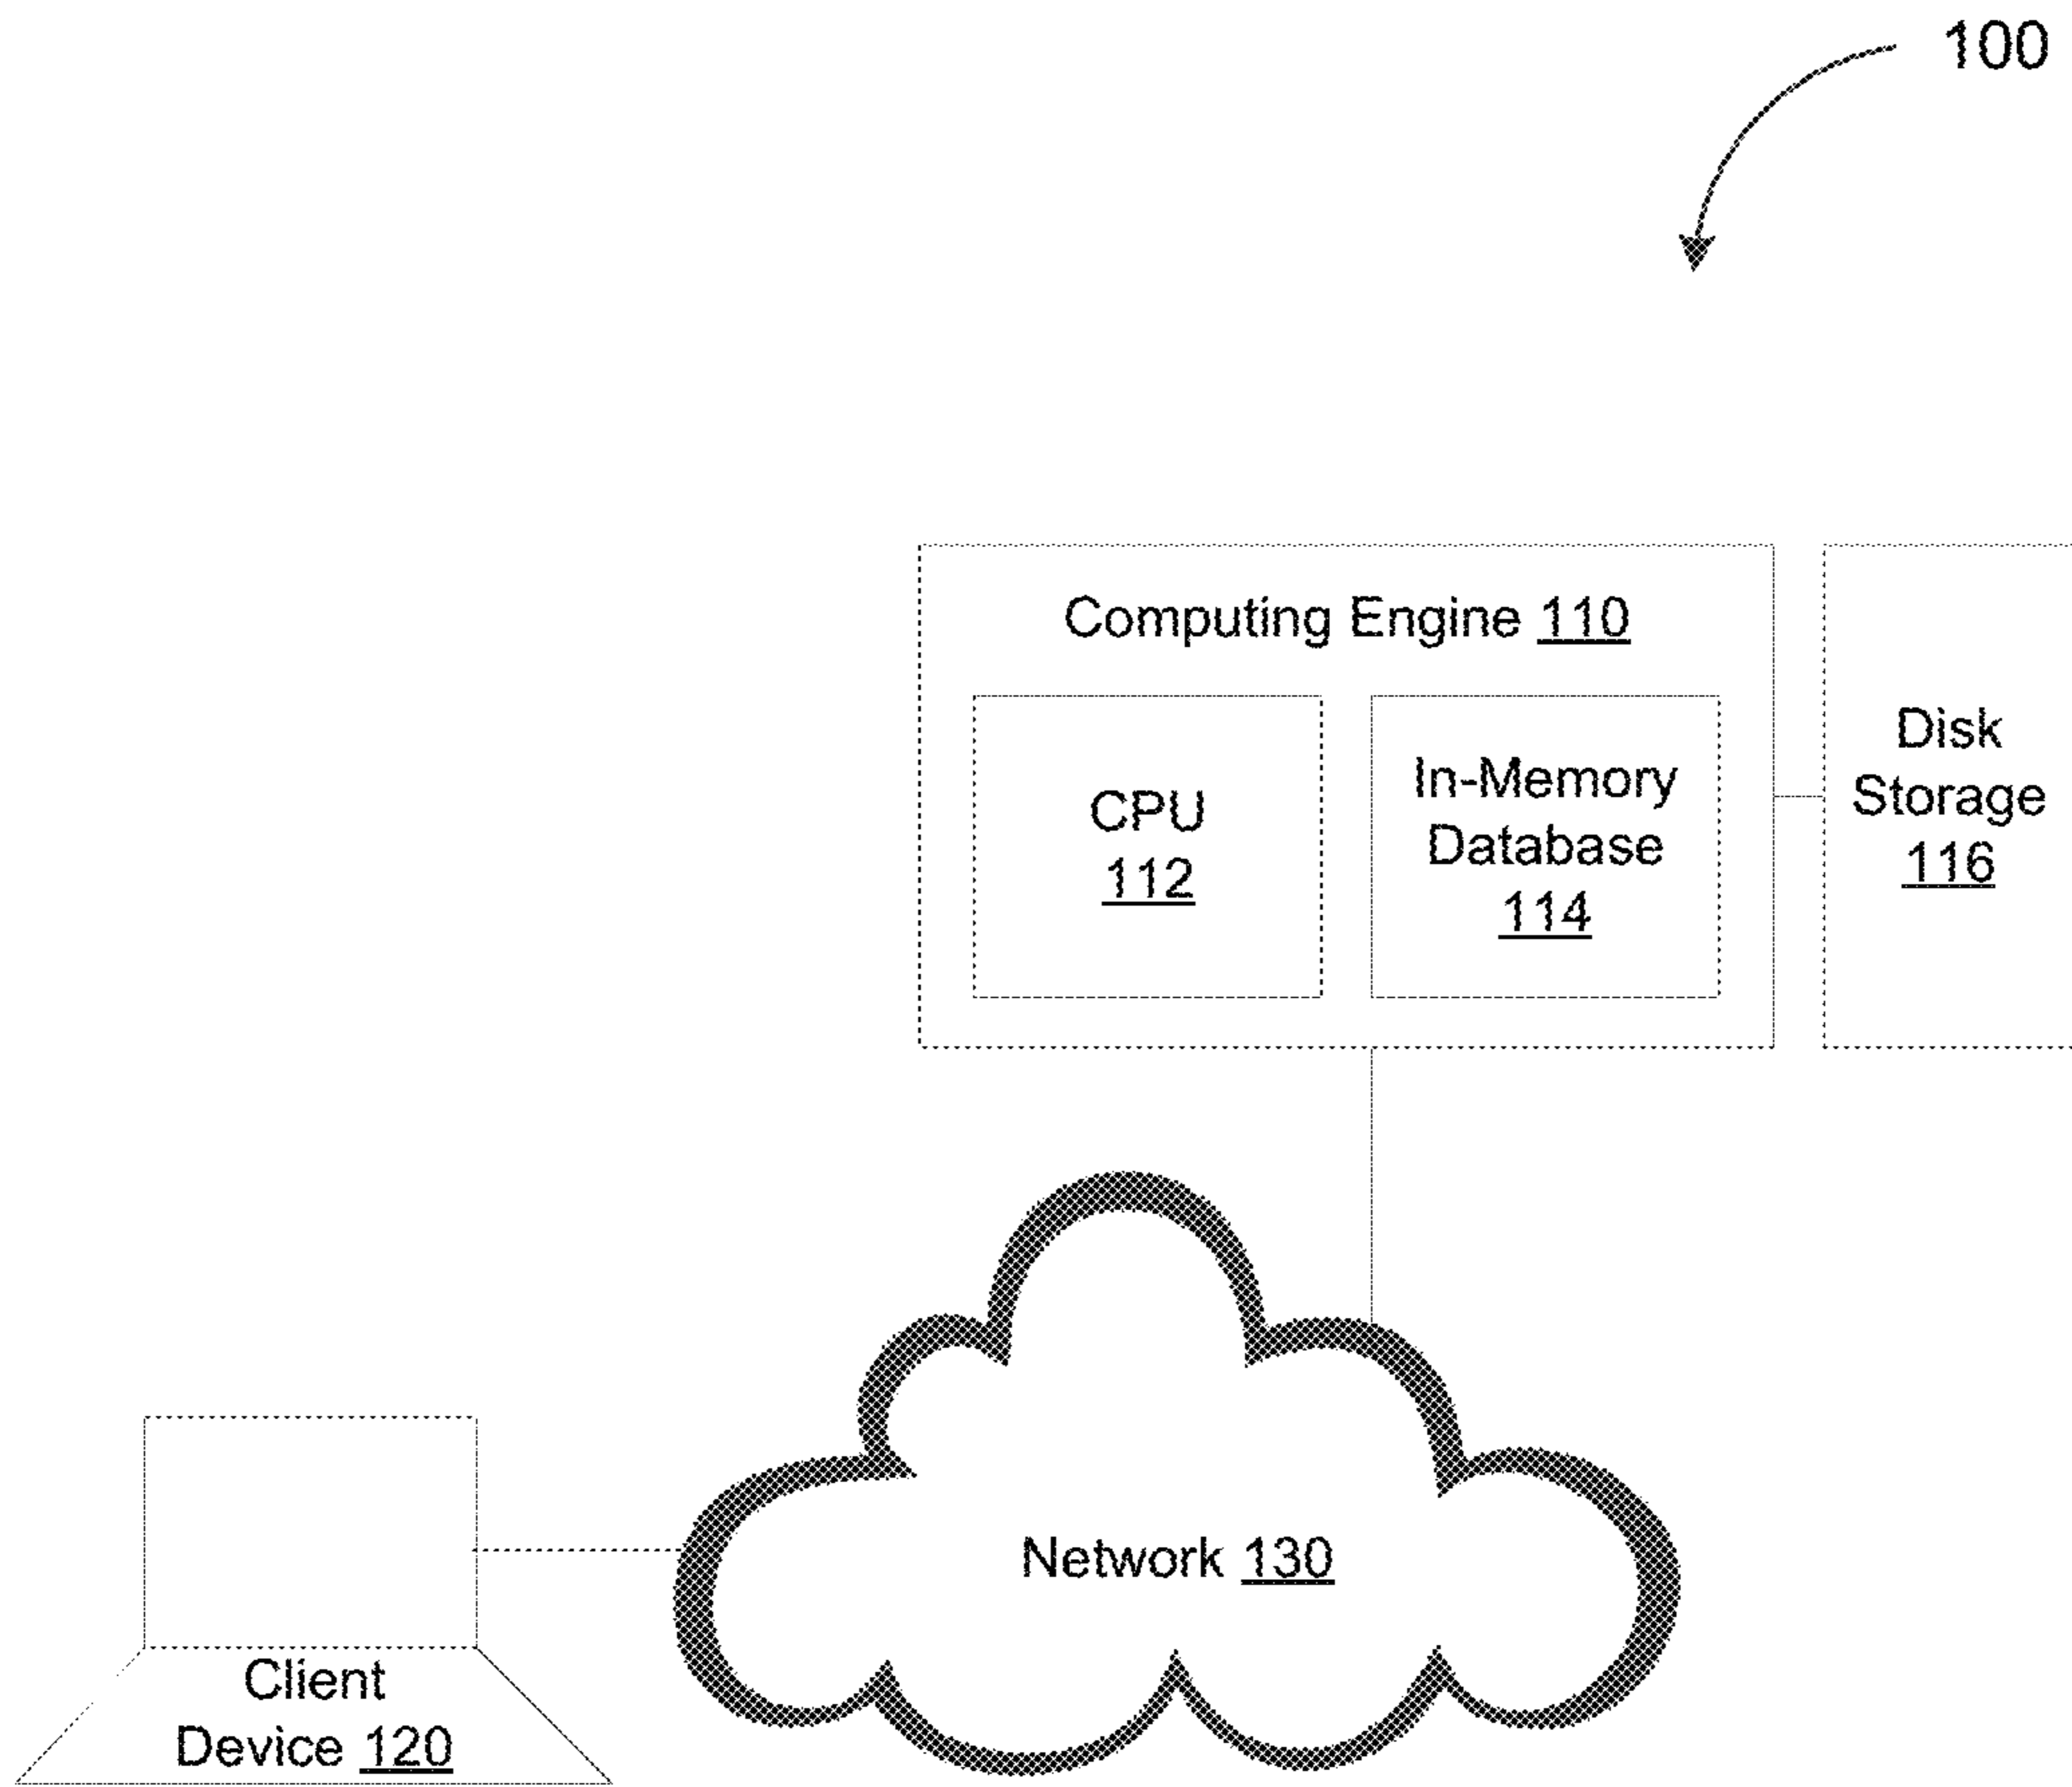 100
Computing Engine 110
CPU
112
In-Memory
Database
114
Disk
Storage
116
Network 130
Client
Device 120